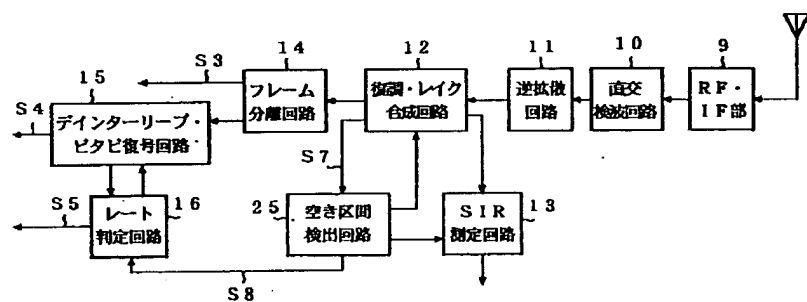 S3
14
フレーム
分離回路
12
復調・レイク
合成回路
11
逆拡散
回路
10
直交
検波回路
9
RF・
IF部
15
S4
デインターリーブ・
ビタビ復号回路
S7
S5
レート
判定回路
16
25
空き区間
検出回路
SIR
測定回路
13
S8